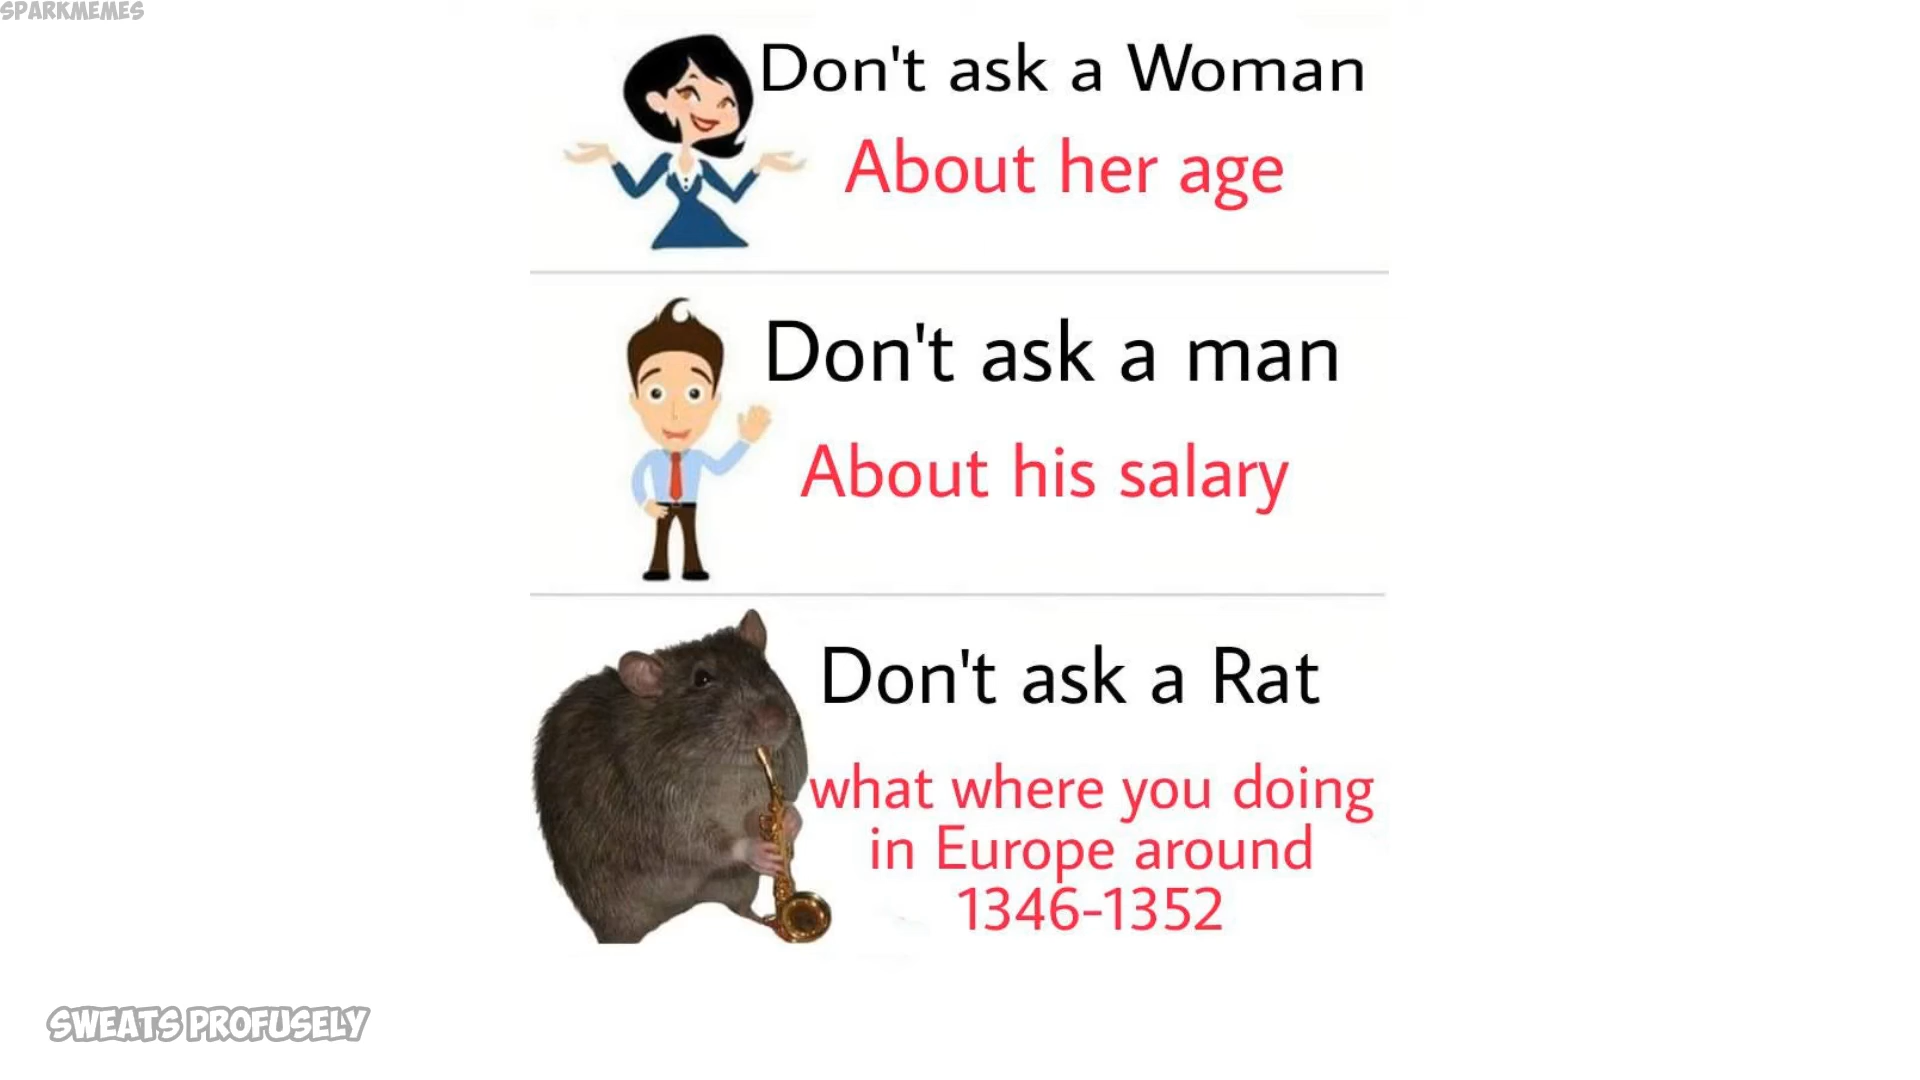 SPARKMEMES
Don't ask a Woman
About her age
Don't ask a man
About his salary
Don't ask a Rat
what where you doing
in Europe around
1346-1352
SWEATS PROFUSELY